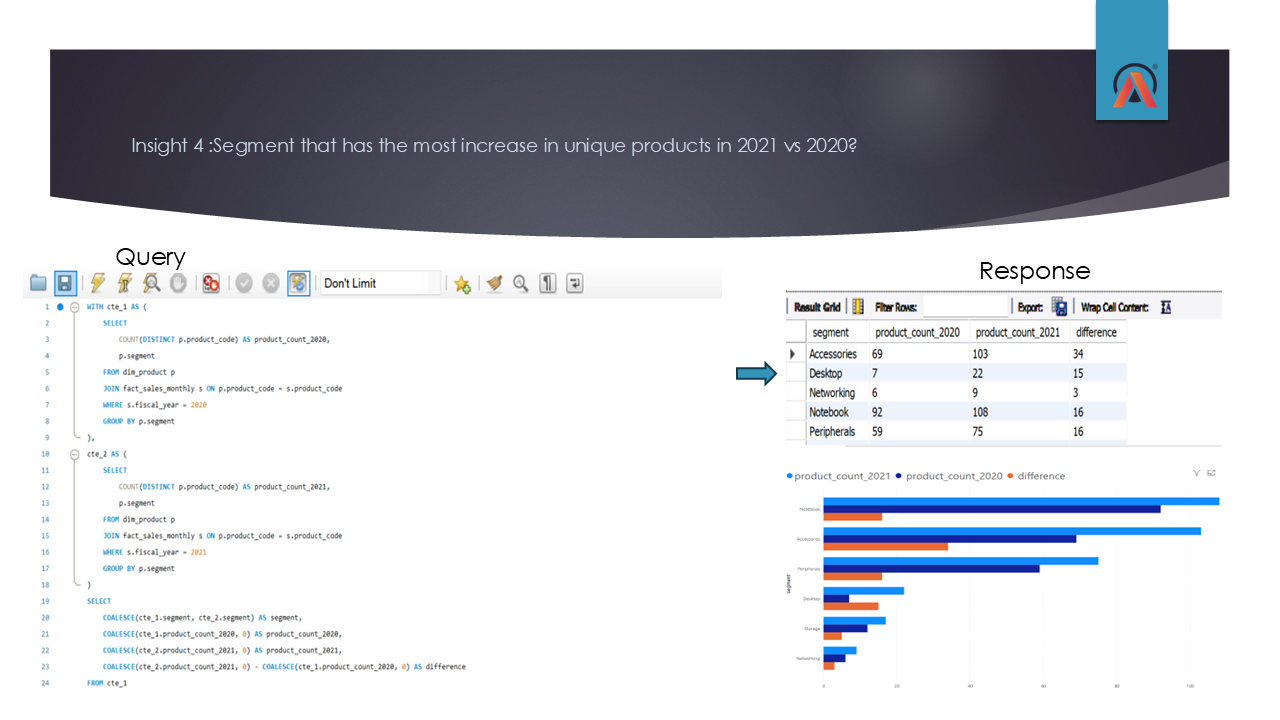 Insight 4 :Segment that has the most increase in unique products in 2021 vs 2020?
Query
Don't Limit
1 WITH cte_1 AS (
2 SELECT
3 COUNT(DISTINCT p.product_code) AS product_count_2020,
4 p.segment
5 FROM dim_product p
6 JOIN fact_sales_monthly s ON p.product_code = s.product_code
7 WHERE s.fiscal_year = 2020
8 GROUP BY p.segment
9 ),
10 cte_2 AS (
11 SELECT
12 COUNT(DISTINCT p.product_code) AS product_count_2021,
13 p.segment
14 FROM dim_product p
15 JOIN fact_sales_monthly s ON p.product_code = s.product_code
16 WHERE s.fiscal_year = 2021
17 GROUP BY p.segment
18 )
19 SELECT
20 COALESCE(cte_1.segment, cte_2.segment) AS segment,
21 COALESCE(cte_1.product_count_2020, 0) AS product_count_2020,
22 COALESCE(cte_2.product_count_2021, 0) AS product_count_2021,
23 COALESCE(cte_2.product_count_2021, 0) - COALESCE(cte_1.product_count_2020, 0) AS difference
24 FROM cte_1
Response
Result Grid Filter Rows: Export: Wrap Cell Content: IA
segment product_count_2020 product_count_2021 difference
Accessories 69 103 34
Desktop 7 22 15
Networking 6 9 3
Notebook 92 108 16
Peripherals 59 75 16
product_count_2021 product_count_2020 difference
segment
Notebook
Accessories
Peripherals
Desktop
Storage
Networking
0 20 40 60 80 100